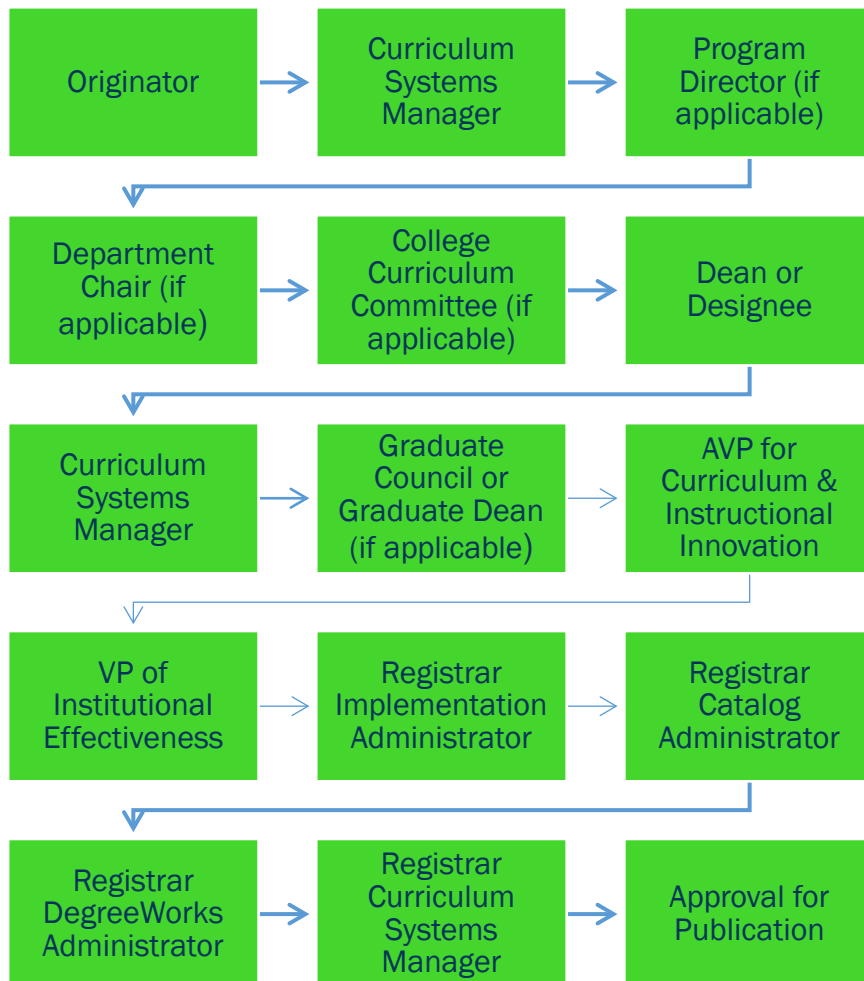 Originator
Curriculum
Systems
Manager
Program
Director (if
applicable)
Department
Chair (if
applicable)
College
Curriculum
Committee (if
applicable)
Dean or
Designee
Curriculum
Systems
Manager
Graduate
Council or
Graduate Dean
(if applicable)
AVP for
Curriculum &
Instructional
Innovation
VP of
Institutional
Effectiveness
Registrar
Implementation
Administrator
Registrar
Catalog
Administrator
Registrar
DegreeWorks
Administrator
Registrar
Curriculum
Systems
Manager
Approval for
Publication